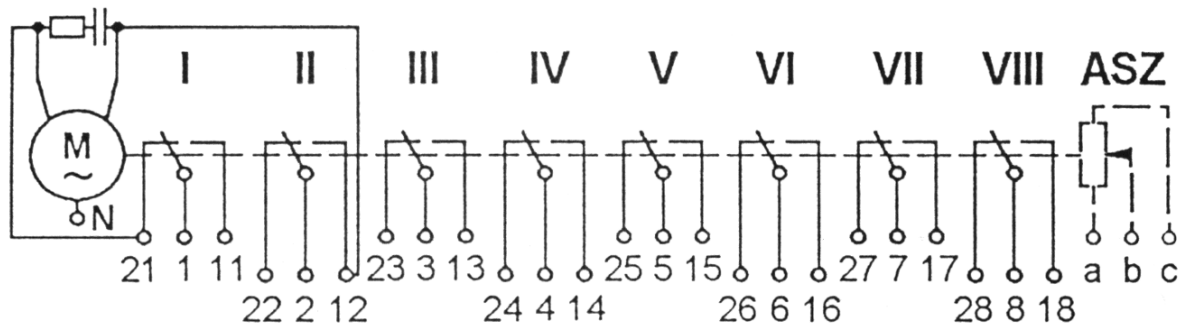 I II III IV V VI VII VIII ASZ
M
~
N
21 1 11 23 3 13 25 5 15 27 7 17 a b c
22 2 12 24 4 14 26 6 16 28 8 18